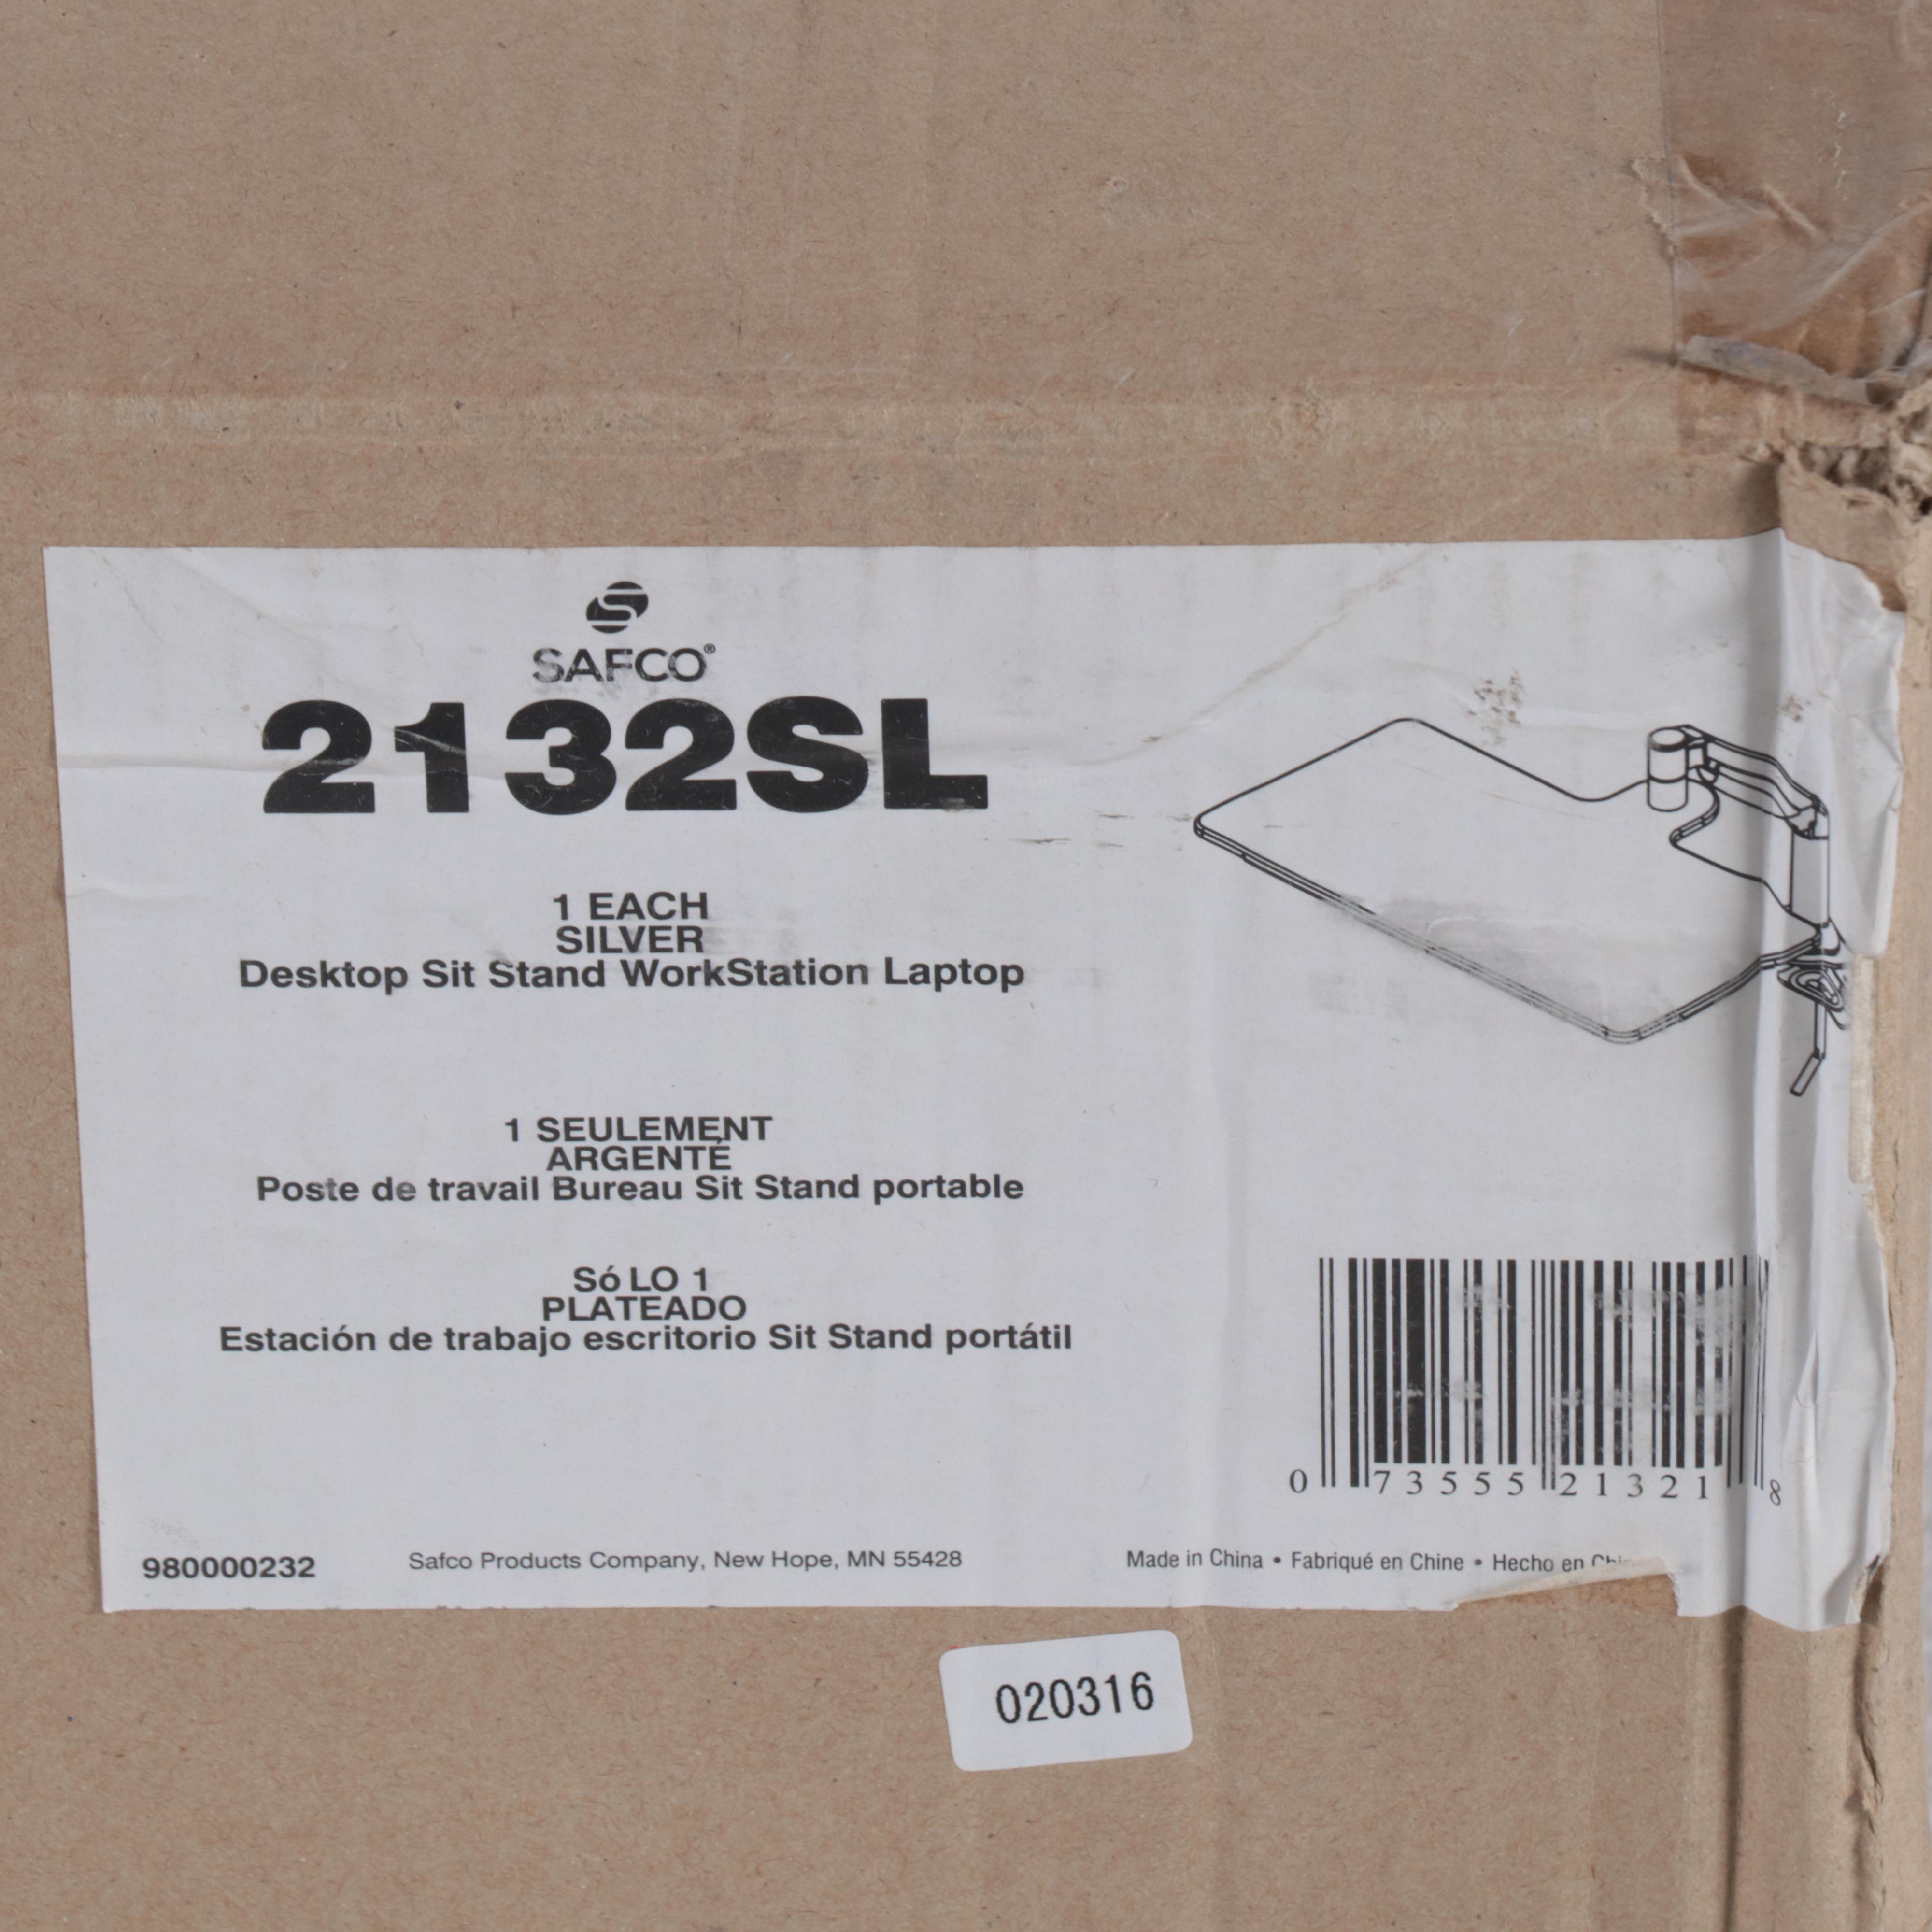 SAFCO®
2132SL
1 EACH
SILVER
Desktop Sit Stand WorkStation Laptop
1 SEULEMENT
ARGENTÉ
Poste de travail Bureau Sit Stand portable
Só LO 1
PLATEADO
Estación de trabajo escritorio Sit Stand portátil
0 73555 21321 8
980000232
Safco Products Company, New Hope, MN 55428
Made in China • Fabriqué en Chine • Hecho en
020316